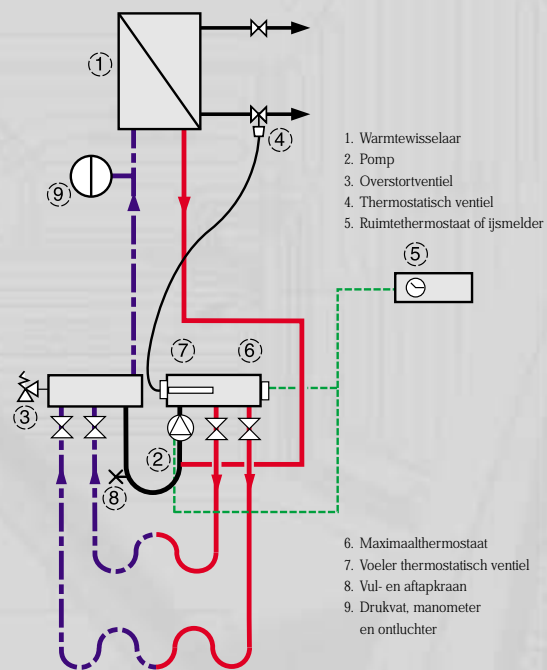 1
9
4
1. Warmtewisselaar
2. Pomp
3. Overstortventiel
4. Thermostatisch ventiel
5. Ruimtethermostaat of ijsmelder
5
7
6
3
2
8
6. Maximaalthermostaat
7. Voeler thermostatisch ventiel
8. Vul- en aftapkraan
9. Drukvat, manometer
en ontluchter